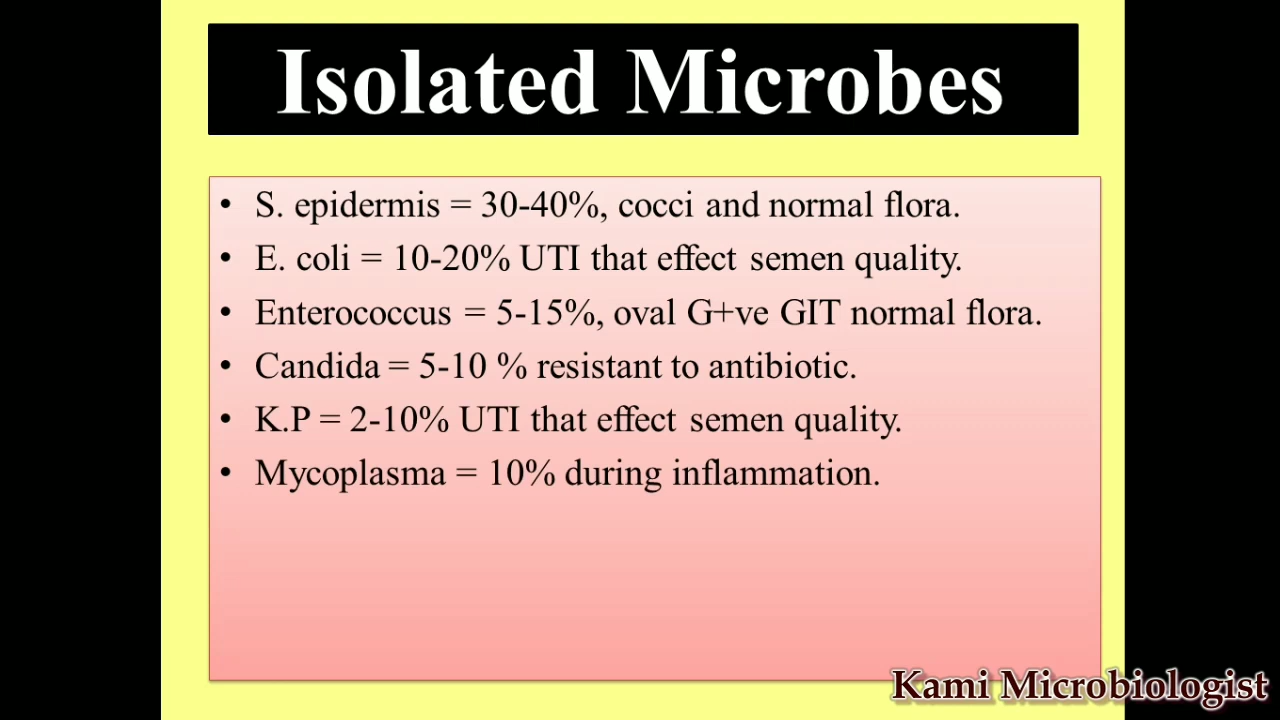 Isolated Microbes
• S. epidermis = 30-40%, cocci and normal flora.
• E. coli = 10-20% UTI that effect semen quality.
• Enterococcus = 5-15%, oval G+ve GIT normal flora.
• Candida = 5-10 % resistant to antibiotic.
• K.P = 2-10% UTI that effect semen quality.
• Mycoplasma = 10% during inflammation.
Kami Microbiologist